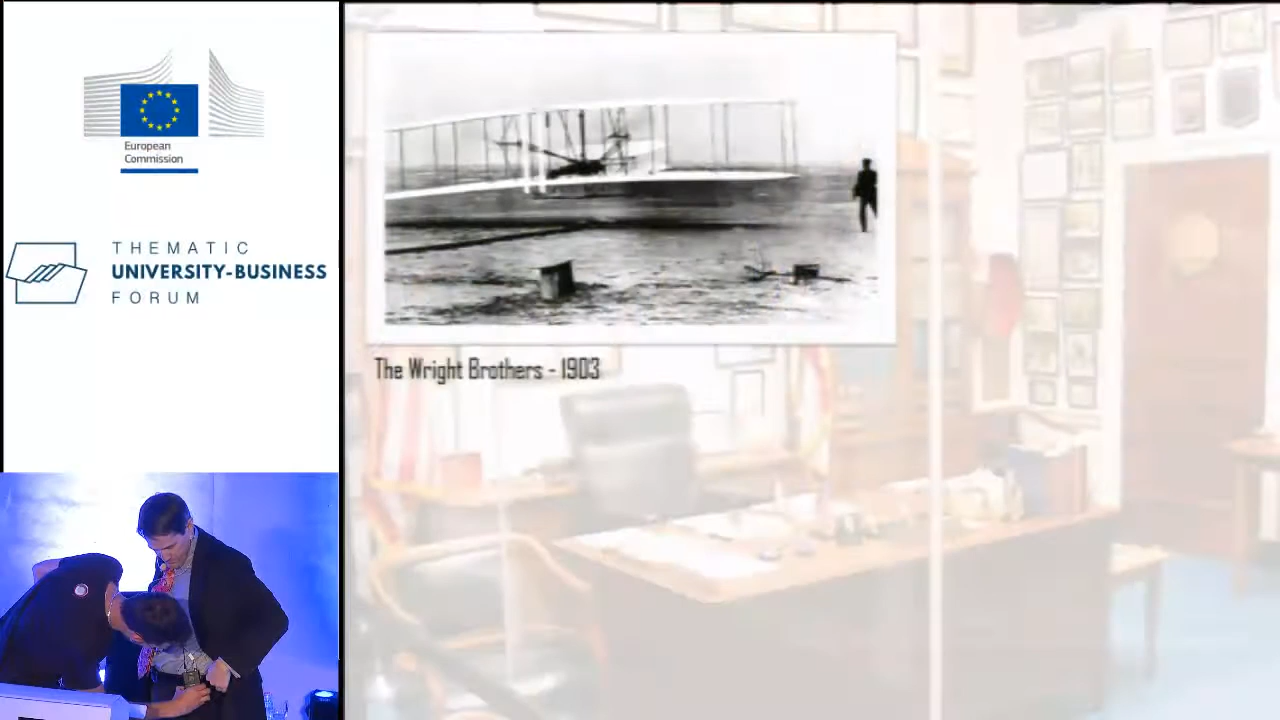 European
Commission
THEMATIC
UNIVERSITY-BUSINESS
FORUM
The Wright Brothers - 1903